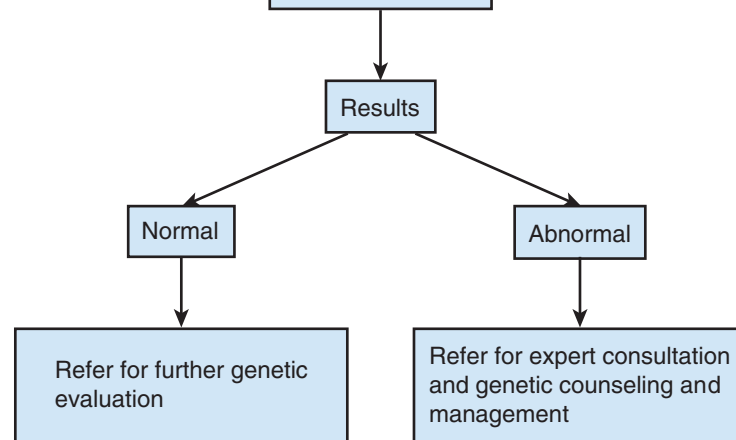 Results
Normal
Abnormal
Refer for further genetic
evaluation
Refer for expert consultation
and genetic counseling and
management